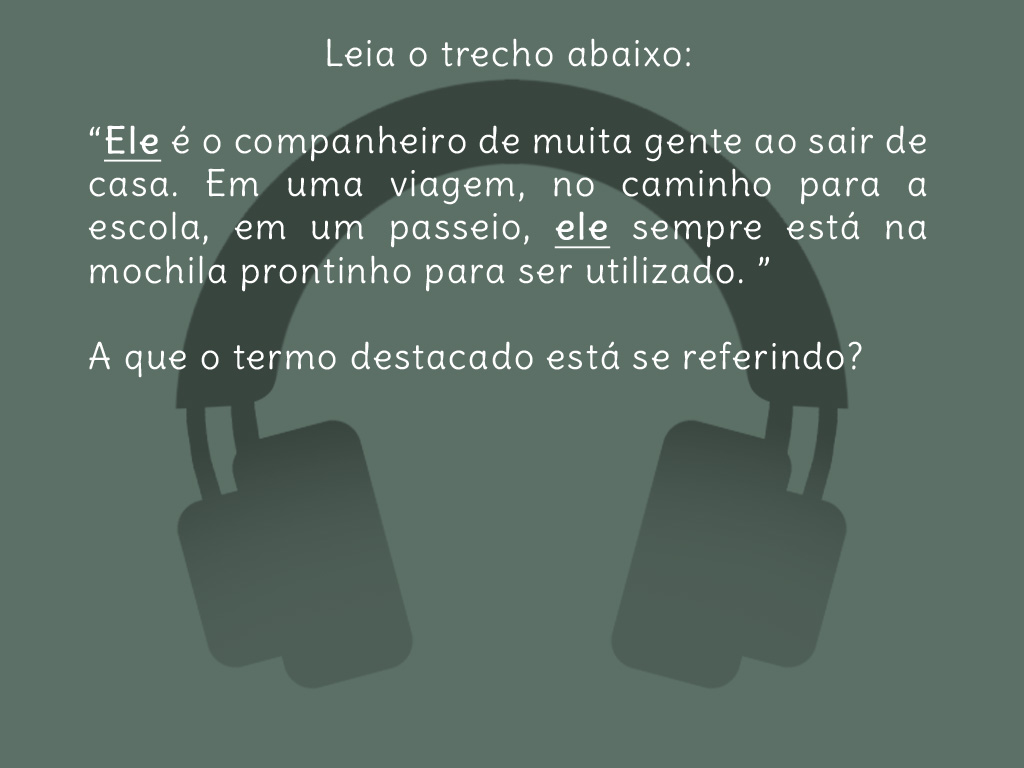 Leia o trecho abaixo:
“Ele é o companheiro de muita gente ao sair de
casa. Em uma viagem, no caminho para a
escola, em um passeio, ele sempre está na
mochila prontinho para ser utilizado. ”
A que o termo destacado está se referindo?